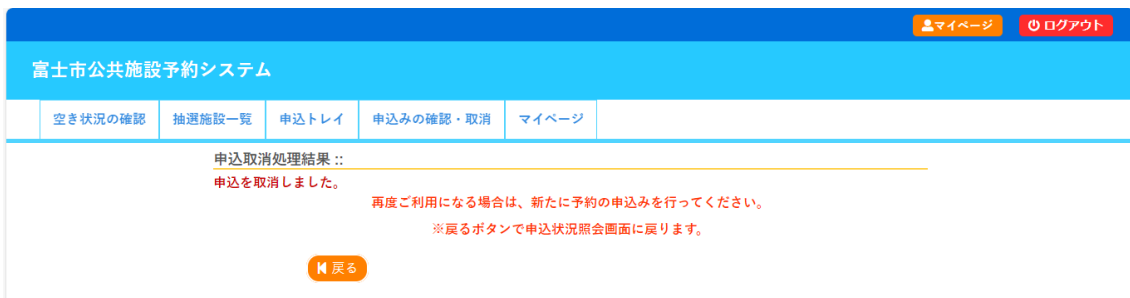 マイページ ログアウト
富士市公共施設予約システム
空き状況の確認 抽選施設一覧 申込トレイ 申込みの確認・取消 マイページ
申込取消処理結果 ::
申込を取消しました。
再度ご利用になる場合は、新たに予約の申込みを行ってください。
※戻るボタンで申込状況照会画面に戻ります。
戻る